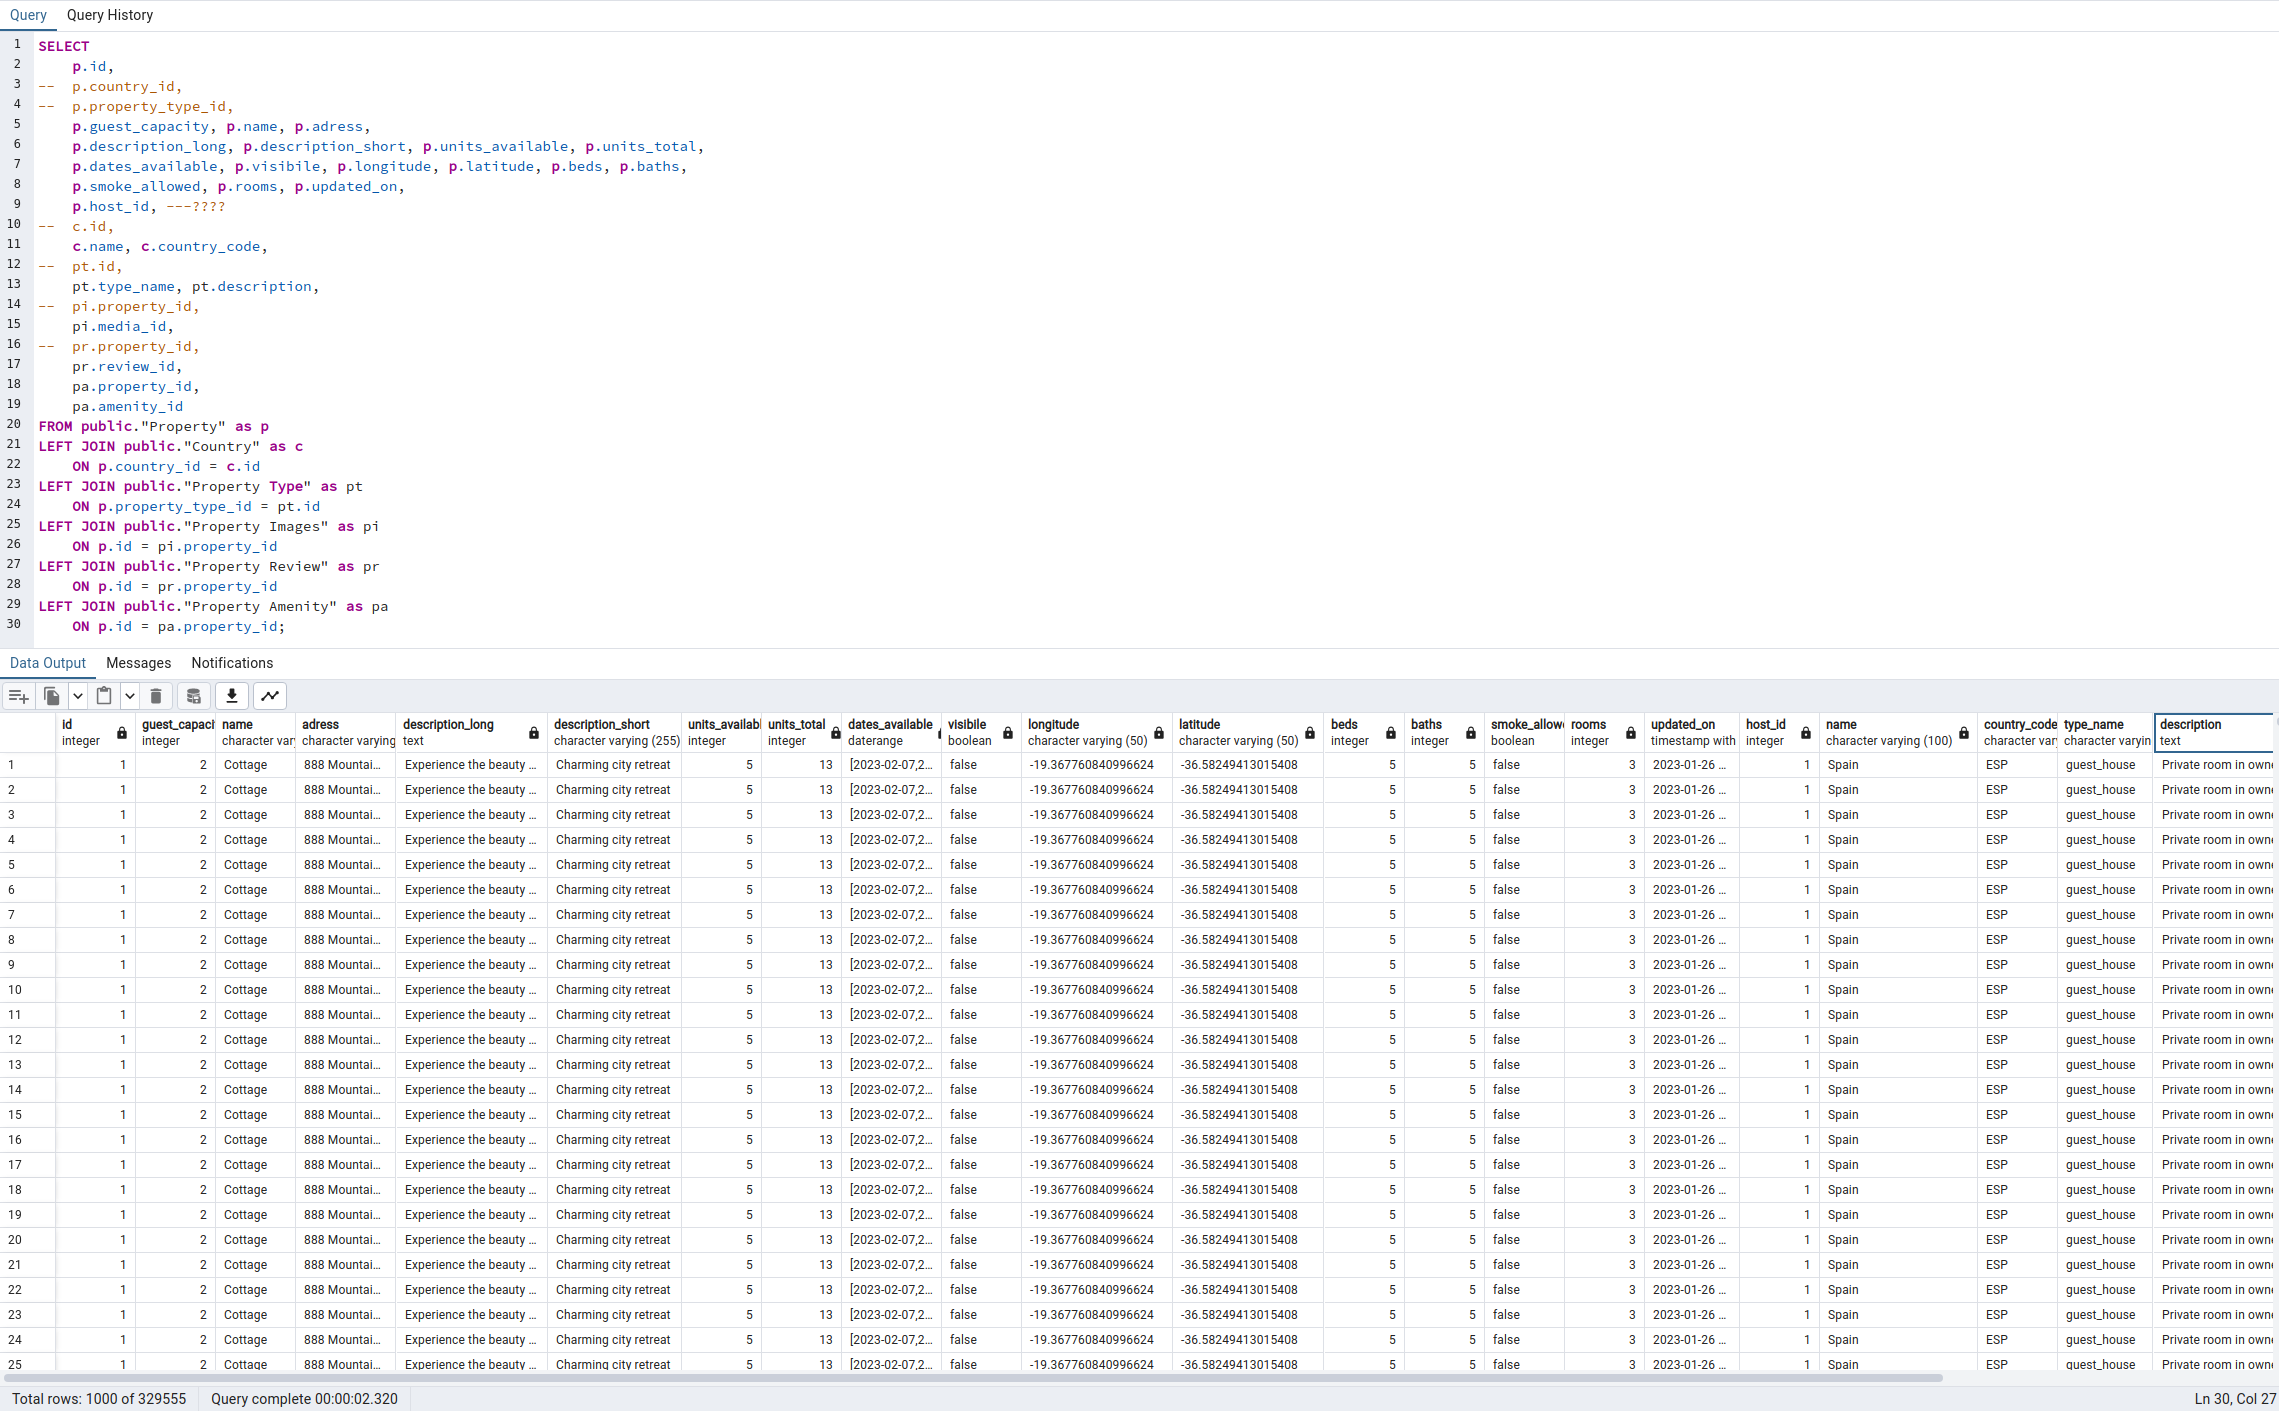 Query Query History
1 SELECT
2 p.id,
3 -- p.country_id,
4 -- p.property_type_id,
5 p.guest_capacity, p.name, p.adress,
6 p.description_long, p.description_short, p.units_available, p.units_total,
7 p.dates_available, p.visibile, p.longitude, p.latitude, p.beds, p.baths,
8 p.smoke_allowed, p.rooms, p.updated_on,
9 p.host_id, ---????
10 -- c.id,
11 c.name, c.country_code,
12 -- pt.id,
13 pt.type_name, pt.description,
14 -- pi.property_id,
15 pi.media_id,
16 -- pr.property_id,
17 pr.review_id,
18 pa.property_id,
19 pa.amenity_id
20 FROM public."Property" as p
21 LEFT JOIN public."Country" as c
22 ON p.country_id = c.id
23 LEFT JOIN public."Property Type" as pt
24 ON p.property_type_id = pt.id
25 LEFT JOIN public."Property Images" as pi
26 ON p.id = pi.property_id
27 LEFT JOIN public."Property Review" as pr
28 ON p.id = pr.property_id
29 LEFT JOIN public."Property Amenity" as pa
30 ON p.id = pa.property_id;
Data Output Messages Notifications
id guest_capaci name adress description_long description_short units_availabl units_total dates_available visibile longitude latitude beds baths smoke_allowe rooms updated_on host_id name country_code type_name description
integer integer character var character varying text character varying (255) integer integer daterange boolean character varying (50) character varying (50) integer integer boolean integer timestamp with integer character varying (100) character var character varyin text
1 1 2 Cottage 888 Mountai... Experience the beauty ... Charming city retreat 5 13 [2023-02-07,2... false -19.367760840996624 -36.58249413015408 5 5 false 3 2023-01-26 ... 1 Spain ESP guest_house Private room in owne
2 1 2 Cottage 888 Mountai... Experience the beauty ... Charming city retreat 5 13 [2023-02-07,2... false -19.367760840996624 -36.58249413015408 5 5 false 3 2023-01-26 ... 1 Spain ESP guest_house Private room in owne
3 1 2 Cottage 888 Mountai... Experience the beauty ... Charming city retreat 5 13 [2023-02-07,2... false -19.367760840996624 -36.58249413015408 5 5 false 3 2023-01-26 ... 1 Spain ESP guest_house Private room in owne
4 1 2 Cottage 888 Mountai... Experience the beauty ... Charming city retreat 5 13 [2023-02-07,2... false -19.367760840996624 -36.58249413015408 5 5 false 3 2023-01-26 ... 1 Spain ESP guest_house Private room in owne
5 1 2 Cottage 888 Mountai... Experience the beauty ... Charming city retreat 5 13 [2023-02-07,2... false -19.367760840996624 -36.58249413015408 5 5 false 3 2023-01-26 ... 1 Spain ESP guest_house Private room in owne
6 1 2 Cottage 888 Mountai... Experience the beauty ... Charming city retreat 5 13 [2023-02-07,2... false -19.367760840996624 -36.58249413015408 5 5 false 3 2023-01-26 ... 1 Spain ESP guest_house Private room in owne
7 1 2 Cottage 888 Mountai... Experience the beauty ... Charming city retreat 5 13 [2023-02-07,2... false -19.367760840996624 -36.58249413015408 5 5 false 3 2023-01-26 ... 1 Spain ESP guest_house Private room in owne
8 1 2 Cottage 888 Mountai... Experience the beauty ... Charming city retreat 5 13 [2023-02-07,2... false -19.367760840996624 -36.58249413015408 5 5 false 3 2023-01-26 ... 1 Spain ESP guest_house Private room in owne
9 1 2 Cottage 888 Mountai... Experience the beauty ... Charming city retreat 5 13 [2023-02-07,2... false -19.367760840996624 -36.58249413015408 5 5 false 3 2023-01-26 ... 1 Spain ESP guest_house Private room in owne
10 1 2 Cottage 888 Mountai... Experience the beauty ... Charming city retreat 5 13 [2023-02-07,2... false -19.367760840996624 -36.58249413015408 5 5 false 3 2023-01-26 ... 1 Spain ESP guest_house Private room in owne
11 1 2 Cottage 888 Mountai... Experience the beauty ... Charming city retreat 5 13 [2023-02-07,2... false -19.367760840996624 -36.58249413015408 5 5 false 3 2023-01-26 ... 1 Spain ESP guest_house Private room in owne
12 1 2 Cottage 888 Mountai... Experience the beauty ... Charming city retreat 5 13 [2023-02-07,2... false -19.367760840996624 -36.58249413015408 5 5 false 3 2023-01-26 ... 1 Spain ESP guest_house Private room in owne
13 1 2 Cottage 888 Mountai... Experience the beauty ... Charming city retreat 5 13 [2023-02-07,2... false -19.367760840996624 -36.58249413015408 5 5 false 3 2023-01-26 ... 1 Spain ESP guest_house Private room in owne
14 1 2 Cottage 888 Mountai... Experience the beauty ... Charming city retreat 5 13 [2023-02-07,2... false -19.367760840996624 -36.58249413015408 5 5 false 3 2023-01-26 ... 1 Spain ESP guest_house Private room in owne
15 1 2 Cottage 888 Mountai... Experience the beauty ... Charming city retreat 5 13 [2023-02-07,2... false -19.367760840996624 -36.58249413015408 5 5 false 3 2023-01-26 ... 1 Spain ESP guest_house Private room in owne
16 1 2 Cottage 888 Mountai... Experience the beauty ... Charming city retreat 5 13 [2023-02-07,2... false -19.367760840996624 -36.58249413015408 5 5 false 3 2023-01-26 ... 1 Spain ESP guest_house Private room in owne
17 1 2 Cottage 888 Mountai... Experience the beauty ... Charming city retreat 5 13 [2023-02-07,2... false -19.367760840996624 -36.58249413015408 5 5 false 3 2023-01-26 ... 1 Spain ESP guest_house Private room in owne
18 1 2 Cottage 888 Mountai... Experience the beauty ... Charming city retreat 5 13 [2023-02-07,2... false -19.367760840996624 -36.58249413015408 5 5 false 3 2023-01-26 ... 1 Spain ESP guest_house Private room in owne
19 1 2 Cottage 888 Mountai... Experience the beauty ... Charming city retreat 5 13 [2023-02-07,2... false -19.367760840996624 -36.58249413015408 5 5 false 3 2023-01-26 ... 1 Spain ESP guest_house Private room in owne
20 1 2 Cottage 888 Mountai... Experience the beauty ... Charming city retreat 5 13 [2023-02-07,2... false -19.367760840996624 -36.58249413015408 5 5 false 3 2023-01-26 ... 1 Spain ESP guest_house Private room in owne
21 1 2 Cottage 888 Mountai... Experience the beauty ... Charming city retreat 5 13 [2023-02-07,2... false -19.367760840996624 -36.58249413015408 5 5 false 3 2023-01-26 ... 1 Spain ESP guest_house Private room in owne
22 1 2 Cottage 888 Mountai... Experience the beauty ... Charming city retreat 5 13 [2023-02-07,2... false -19.367760840996624 -36.58249413015408 5 5 false 3 2023-01-26 ... 1 Spain ESP guest_house Private room in owne
23 1 2 Cottage 888 Mountai... Experience the beauty ... Charming city retreat 5 13 [2023-02-07,2... false -19.367760840996624 -36.58249413015408 5 5 false 3 2023-01-26 ... 1 Spain ESP guest_house Private room in owne
24 1 2 Cottage 888 Mountai... Experience the beauty ... Charming city retreat 5 13 [2023-02-07,2... false -19.367760840996624 -36.58249413015408 5 5 false 3 2023-01-26 ... 1 Spain ESP guest_house Private room in owne
25 1 2 Cottage 888 Mountai... Experience the beauty ... Charming city retreat 5 13 [2023-02-07,2... false -19.367760840996624 -36.58249413015408 5 5 false 3 2023-01-26 ... 1 Spain ESP guest_house Private room in owne
Total rows: 1000 of 329555 Query complete 00:00:02.320 Ln 30, Col 27